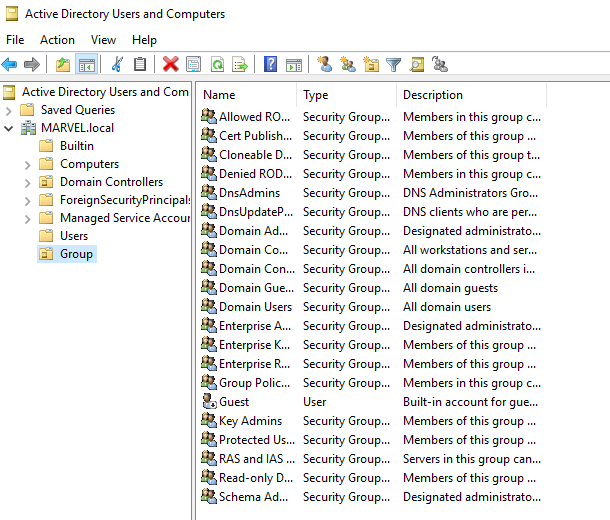 Active Directory Users and Computers
File Action View Help
Active Directory Users and Com
Saved Queries
MARVEL.local
Builtin
Computers
Domain Controllers
ForeignSecurityPrincipals
Managed Service Accour
Users
Group
Name Type Description
Allowed RO... Security Group... Members in this group c...
Cert Publish... Security Group... Members of this group ...
Cloneable D... Security Group... Members of this group t...
Denied ROD... Security Group... Members in this group c...
DnsAdmins Security Group... DNS Administrators Gro...
DnsUpdateP... Security Group... DNS clients who are per...
Domain Ad... Security Group... Designated administrato...
Domain Co... Security Group... All workstations and ser...
Domain Con... Security Group... All domain controllers i...
Domain Gue... Security Group... All domain guests
Domain Users Security Group... All domain users
Enterprise A... Security Group... Designated administrato...
Enterprise K... Security Group... Members of this group ...
Enterprise R... Security Group... Members of this group ...
Group Polic... Security Group... Members in this group c...
Guest User Built-in account for gue...
Key Admins Security Group... Members of this group ...
Protected Us... Security Group... Members of this group ...
RAS and IAS ... Security Group... Servers in this group can...
Read-only D... Security Group... Members of this group ...
Schema Ad... Security Group... Designated administrato...